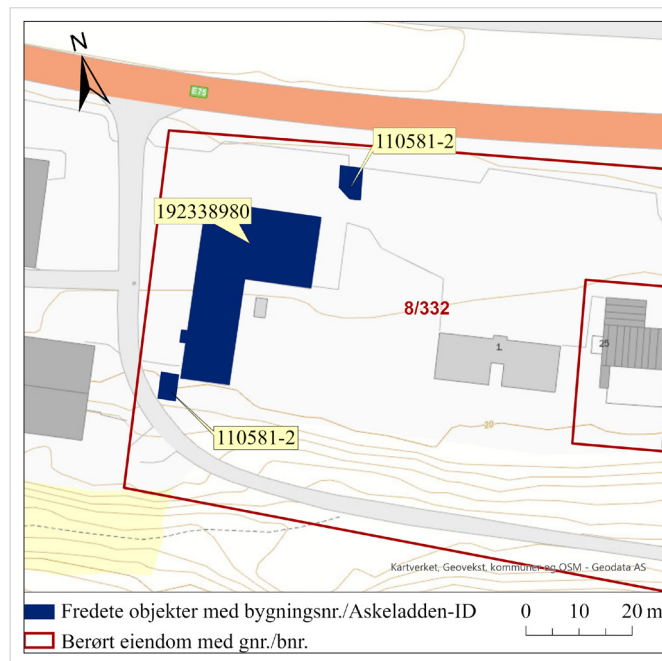 N
E75
110581-2
192338980
8/332
1
25
110581-2
20
Kartverket, Geovekst, kommuner og OSM - Geodata AS
Fredete objekter med bygningsnr./Askeladden-ID
0 10 20 m
Berørt eiendom med gnr./bnr.